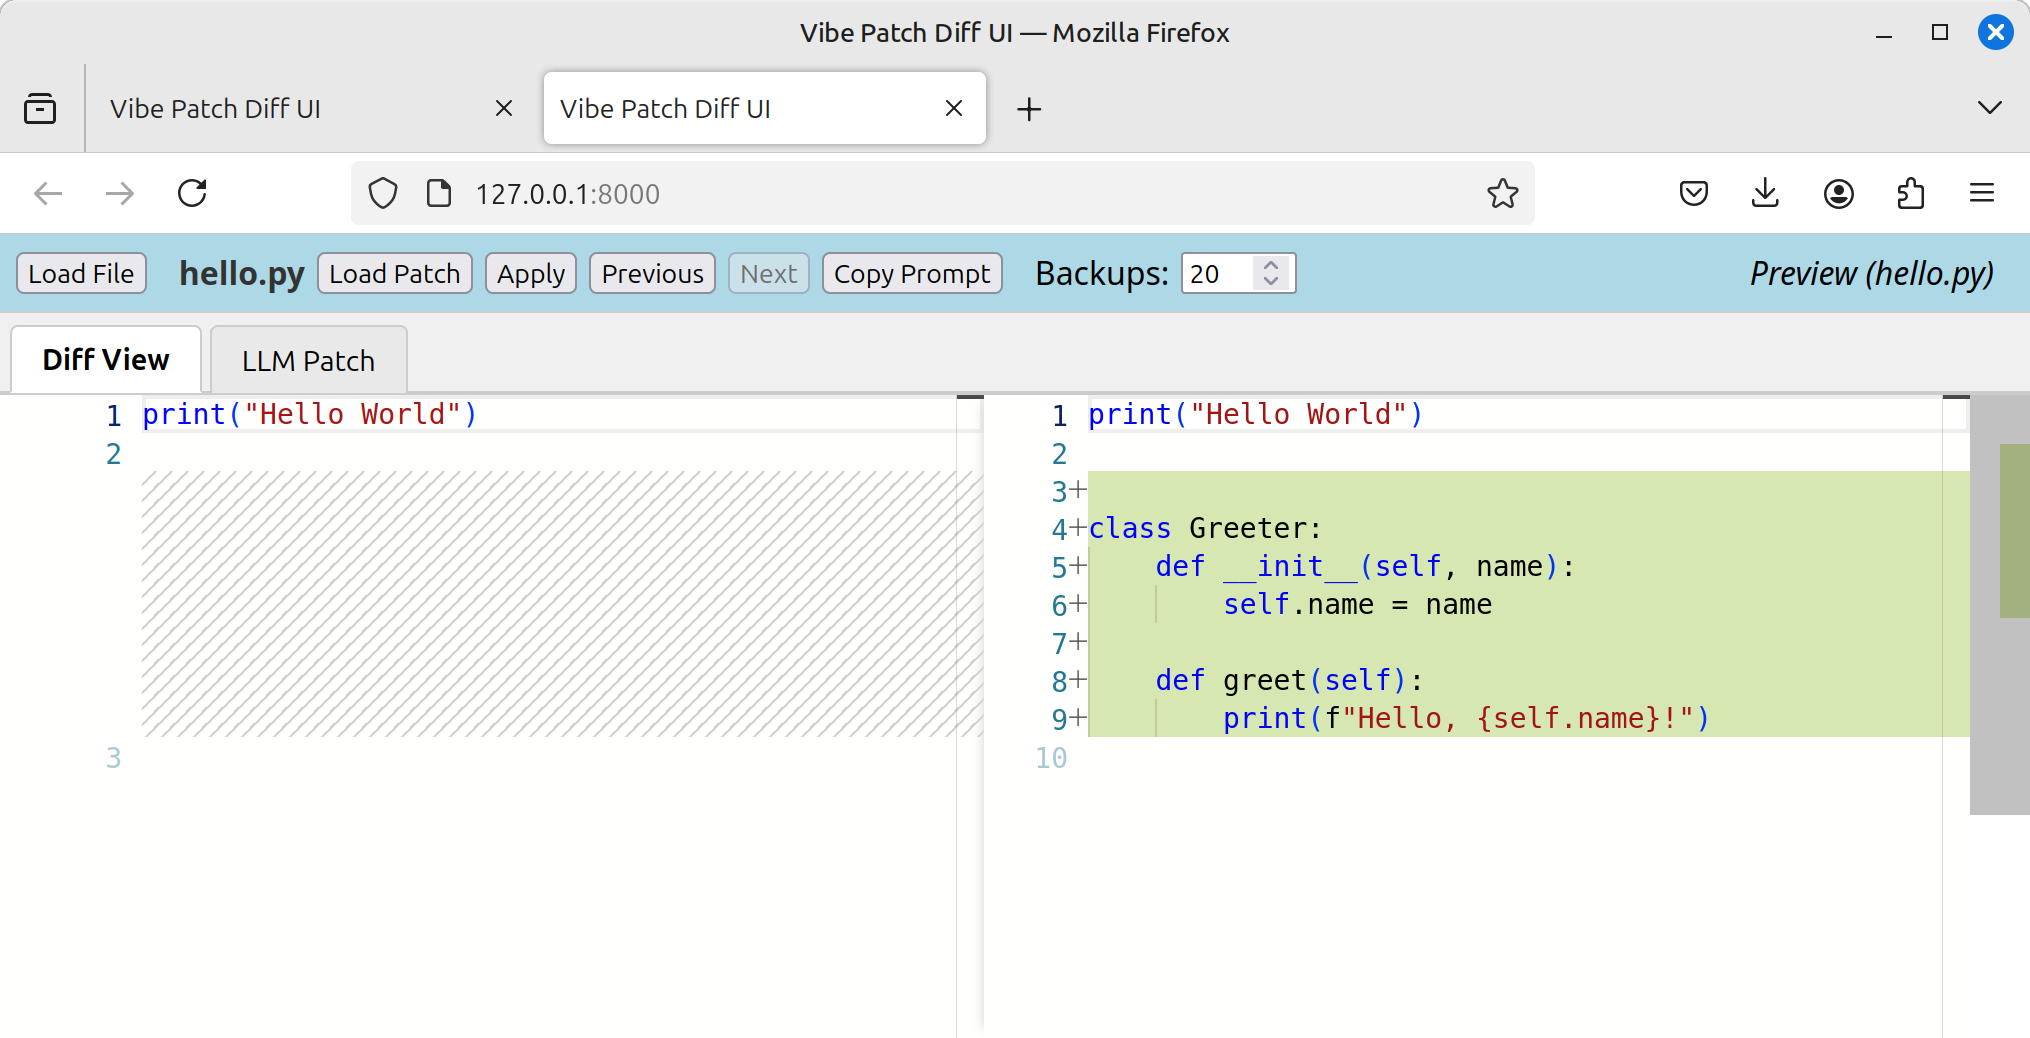 Vibe Patch Diff UI — Mozilla Firefox
Vibe Patch Diff UI
Vibe Patch Diff UI
127.0.0.1:8000
Load File hello.py Load Patch Apply Previous Next Copy Prompt Backups: 20 Preview (hello.py)
Diff View LLM Patch
1 print("Hello World")
2
3
1 print("Hello World")
2
3+
4+ class Greeter:
5+     def __init__(self, name):
6+         self.name = name
7+
8+     def greet(self):
9+         print(f"Hello, {self.name}!")
10